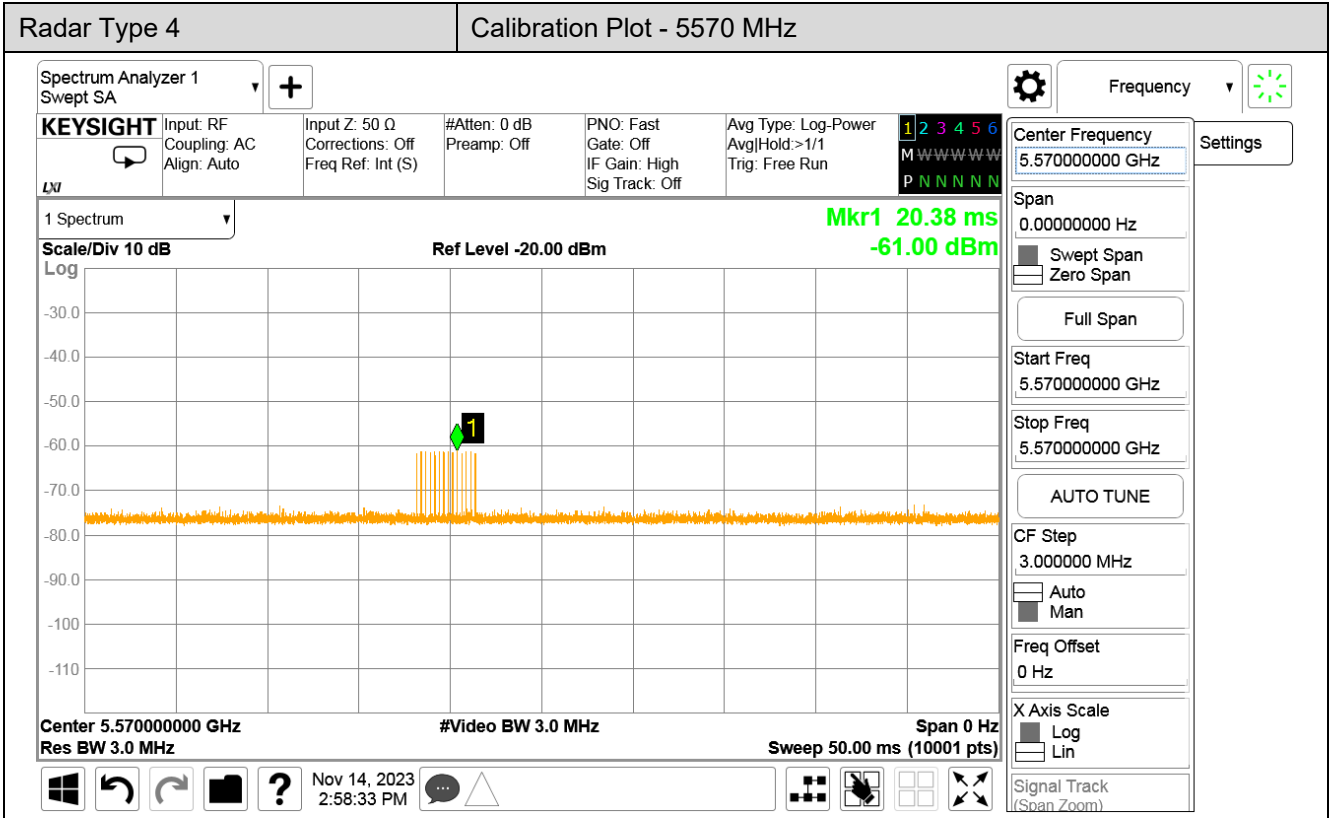 Radar Type 4
Calibration Plot - 5570 MHz
Spectrum Analyzer 1
Swept SA
Frequency
KEYSIGHT
LXI
Input: RF
Coupling: AC
Align: Auto
Input Z: 50 Ω
Corrections: Off
Freq Ref: Int (S)
#Atten: 0 dB
Preamp: Off
PNO: Fast
Gate: Off
IF Gain: High
Sig Track: Off
Avg Type: Log-Power
Avg|Hold:>1/1
Trig: Free Run
1 2 3 4 5 6
M W W W W W
P N N N N N
Settings
1 Spectrum
Mkr1 20.38 ms
-61.00 dBm
Scale/Div 10 dB
Ref Level -20.00 dBm
Log
-30.0
-40.0
-50.0
-60.0
-70.0
-80.0
-90.0
-100
-110
1
Center 5.570000000 GHz
#Video BW 3.0 MHz
Span 0 Hz
Res BW 3.0 MHz
Sweep 50.00 ms (10001 pts)
Center Frequency
5.570000000 GHz
Span
0.00000000 Hz
Swept Span
Zero Span
Full Span
Start Freq
5.570000000 GHz
Stop Freq
5.570000000 GHz
AUTO TUNE
CF Step
3.000000 MHz
Auto
Man
Freq Offset
0 Hz
X Axis Scale
Log
Lin
Signal Track
(Span Zoom)
Nov 14, 2023
2:58:33 PM